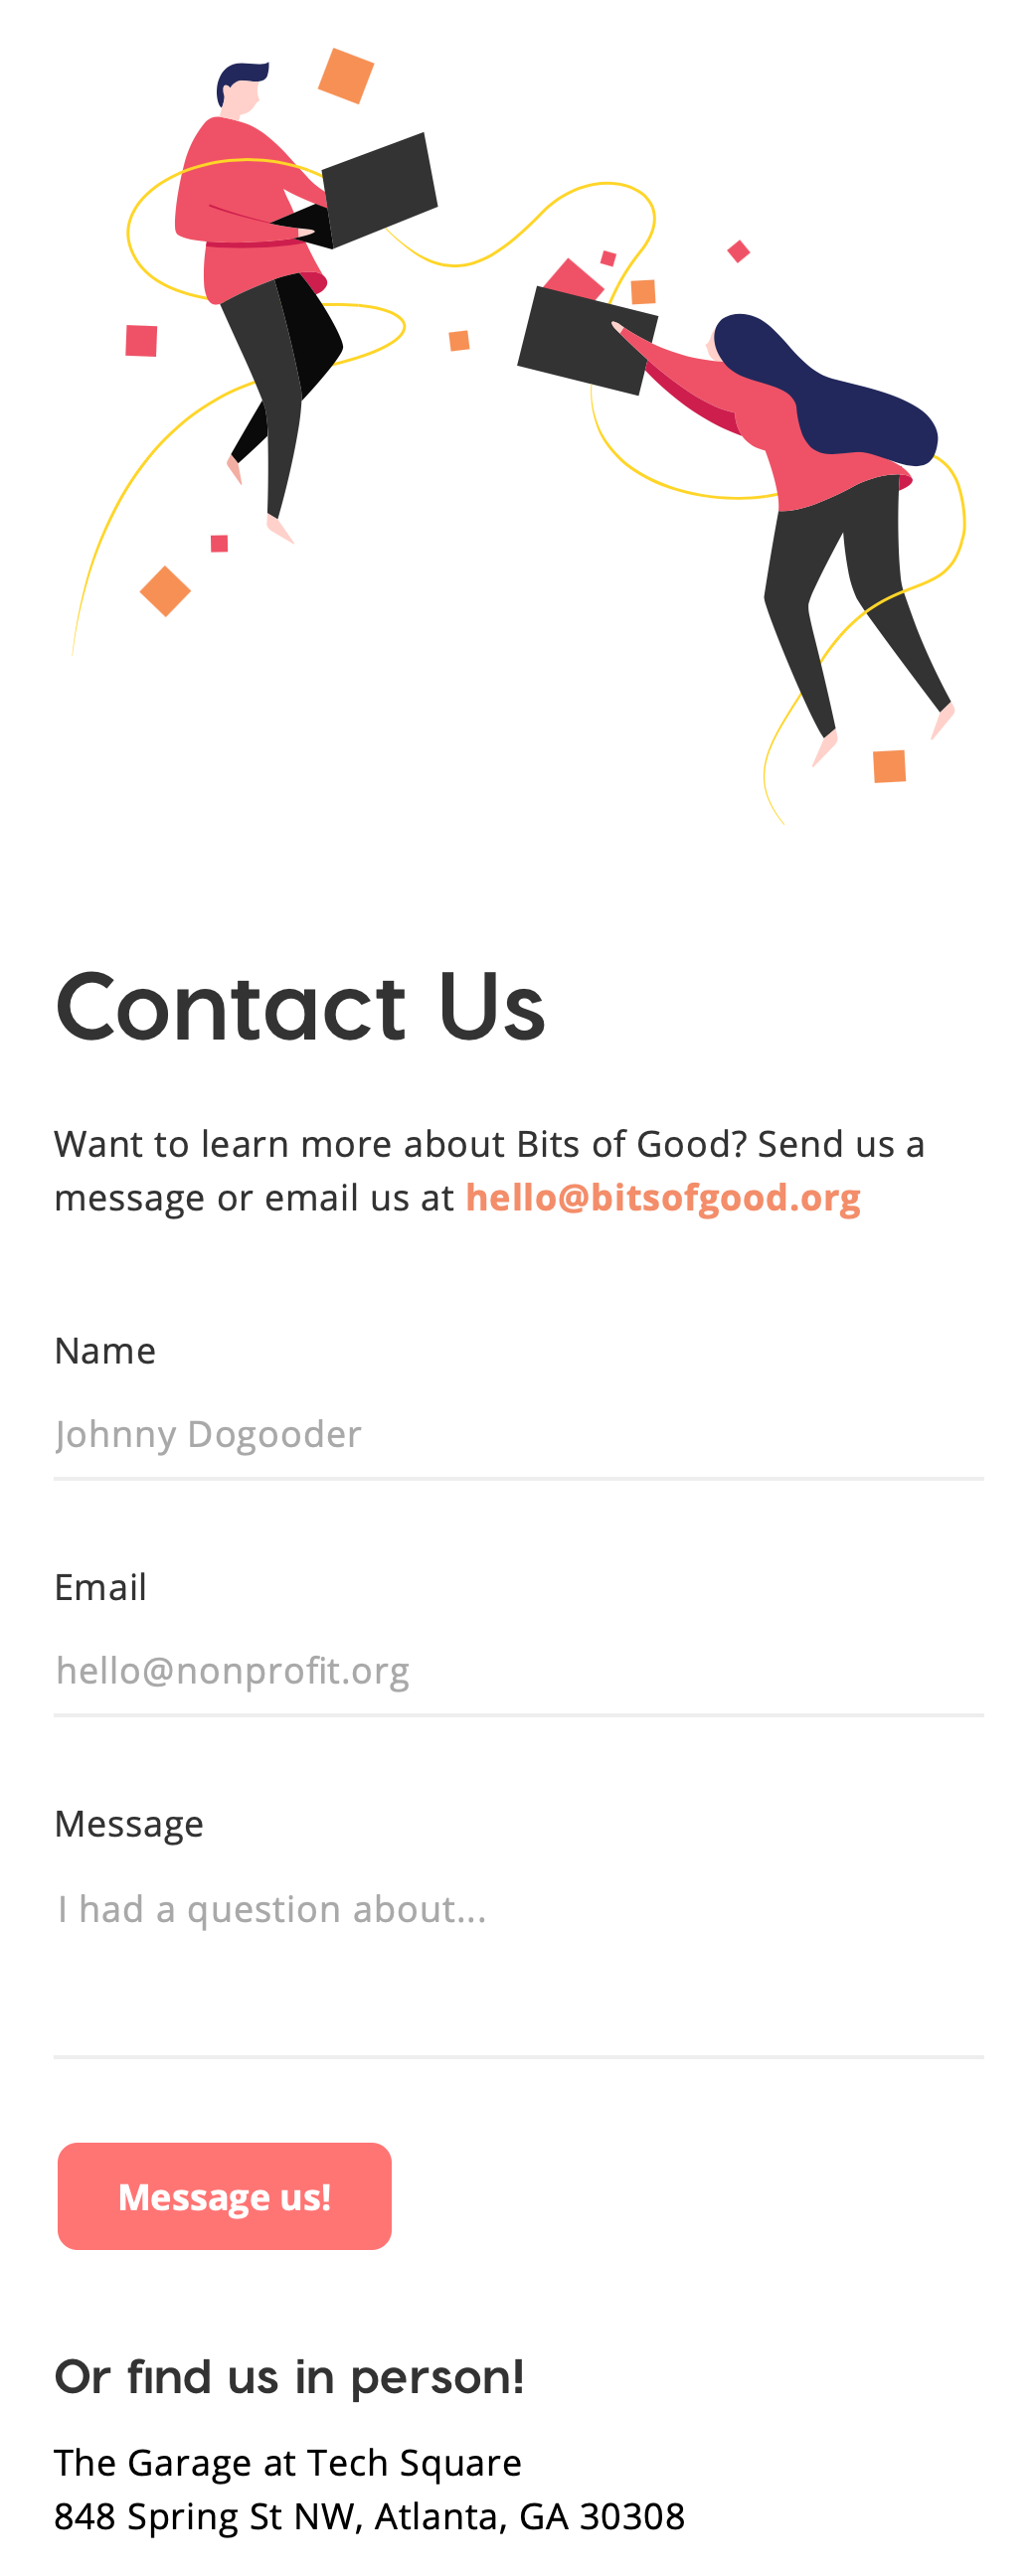 Contact Us
Want to learn more about Bits of Good? Send us a
message or email us at hello@bitsofgood.org
Name
Johnny Dogooder
Email
hello@nonprofit.org
Message
I had a question about...
Message us!
Or find us in person!
The Garage at Tech Square
848 Spring St NW, Atlanta, GA 30308